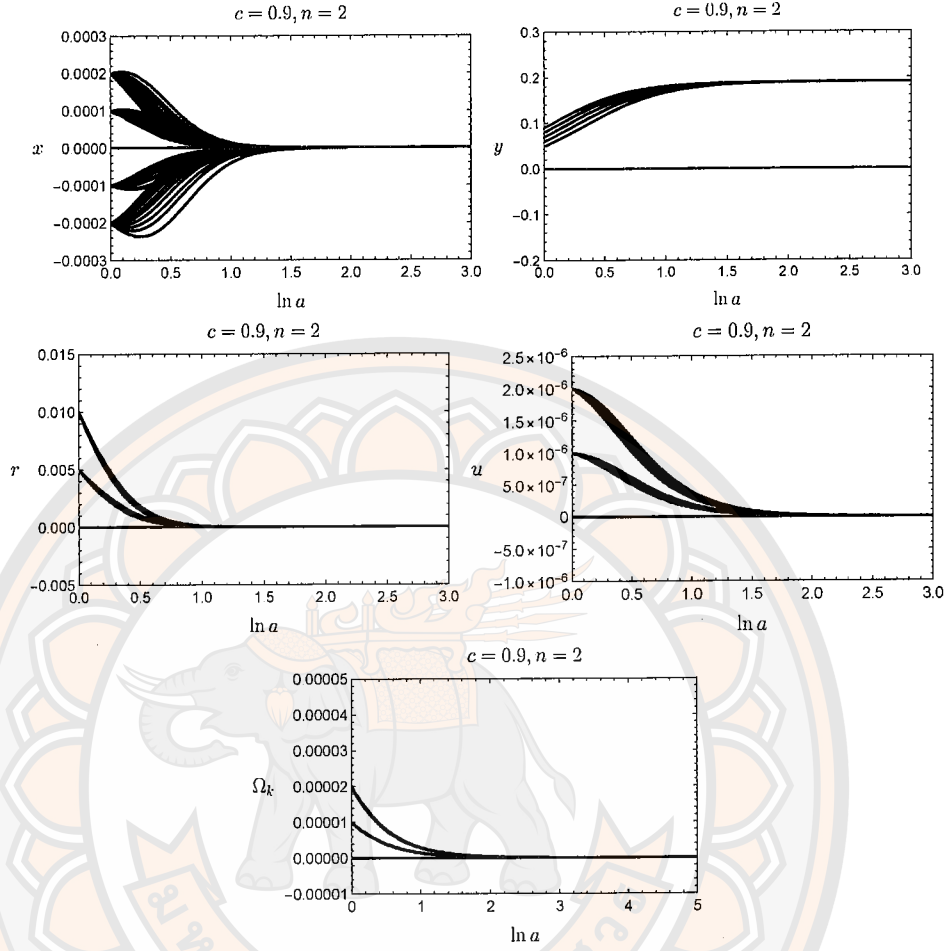 c = 0.9, n = 2
0.0003
0.0002
0.0001
x 0.0000
−0.0001
−0.0002
−0.0003
0.0 0.5 1.0 1.5 2.0 2.5 3.0
ln a
c = 0.9, n = 2
0.3
0.2
0.1
y 0.0
−0.1
−0.2
0.0 0.5 1.0 1.5 2.0 2.5 3.0
ln a
c = 0.9, n = 2
0.015
0.010
r 0.005
0.000
−0.005
0.0 0.5 1.0 1.5 2.0 2.5 3.0
ln a
c = 0.9, n = 2
2.5×10⁻⁶
2.0×10⁻⁶
1.5×10⁻⁶
u 1.0×10⁻⁶
5.0×10⁻⁷
0
−5.0×10⁻⁷
−1.0×10⁻⁶
0.0 0.5 1.0 1.5 2.0 2.5 3.0
ln a
c = 0.9, n = 2
0.00005
0.00004
0.00003
Ωₖ 0.00002
0.00001
0.00000
−0.00001
0 1 2 3 4 5
ln a